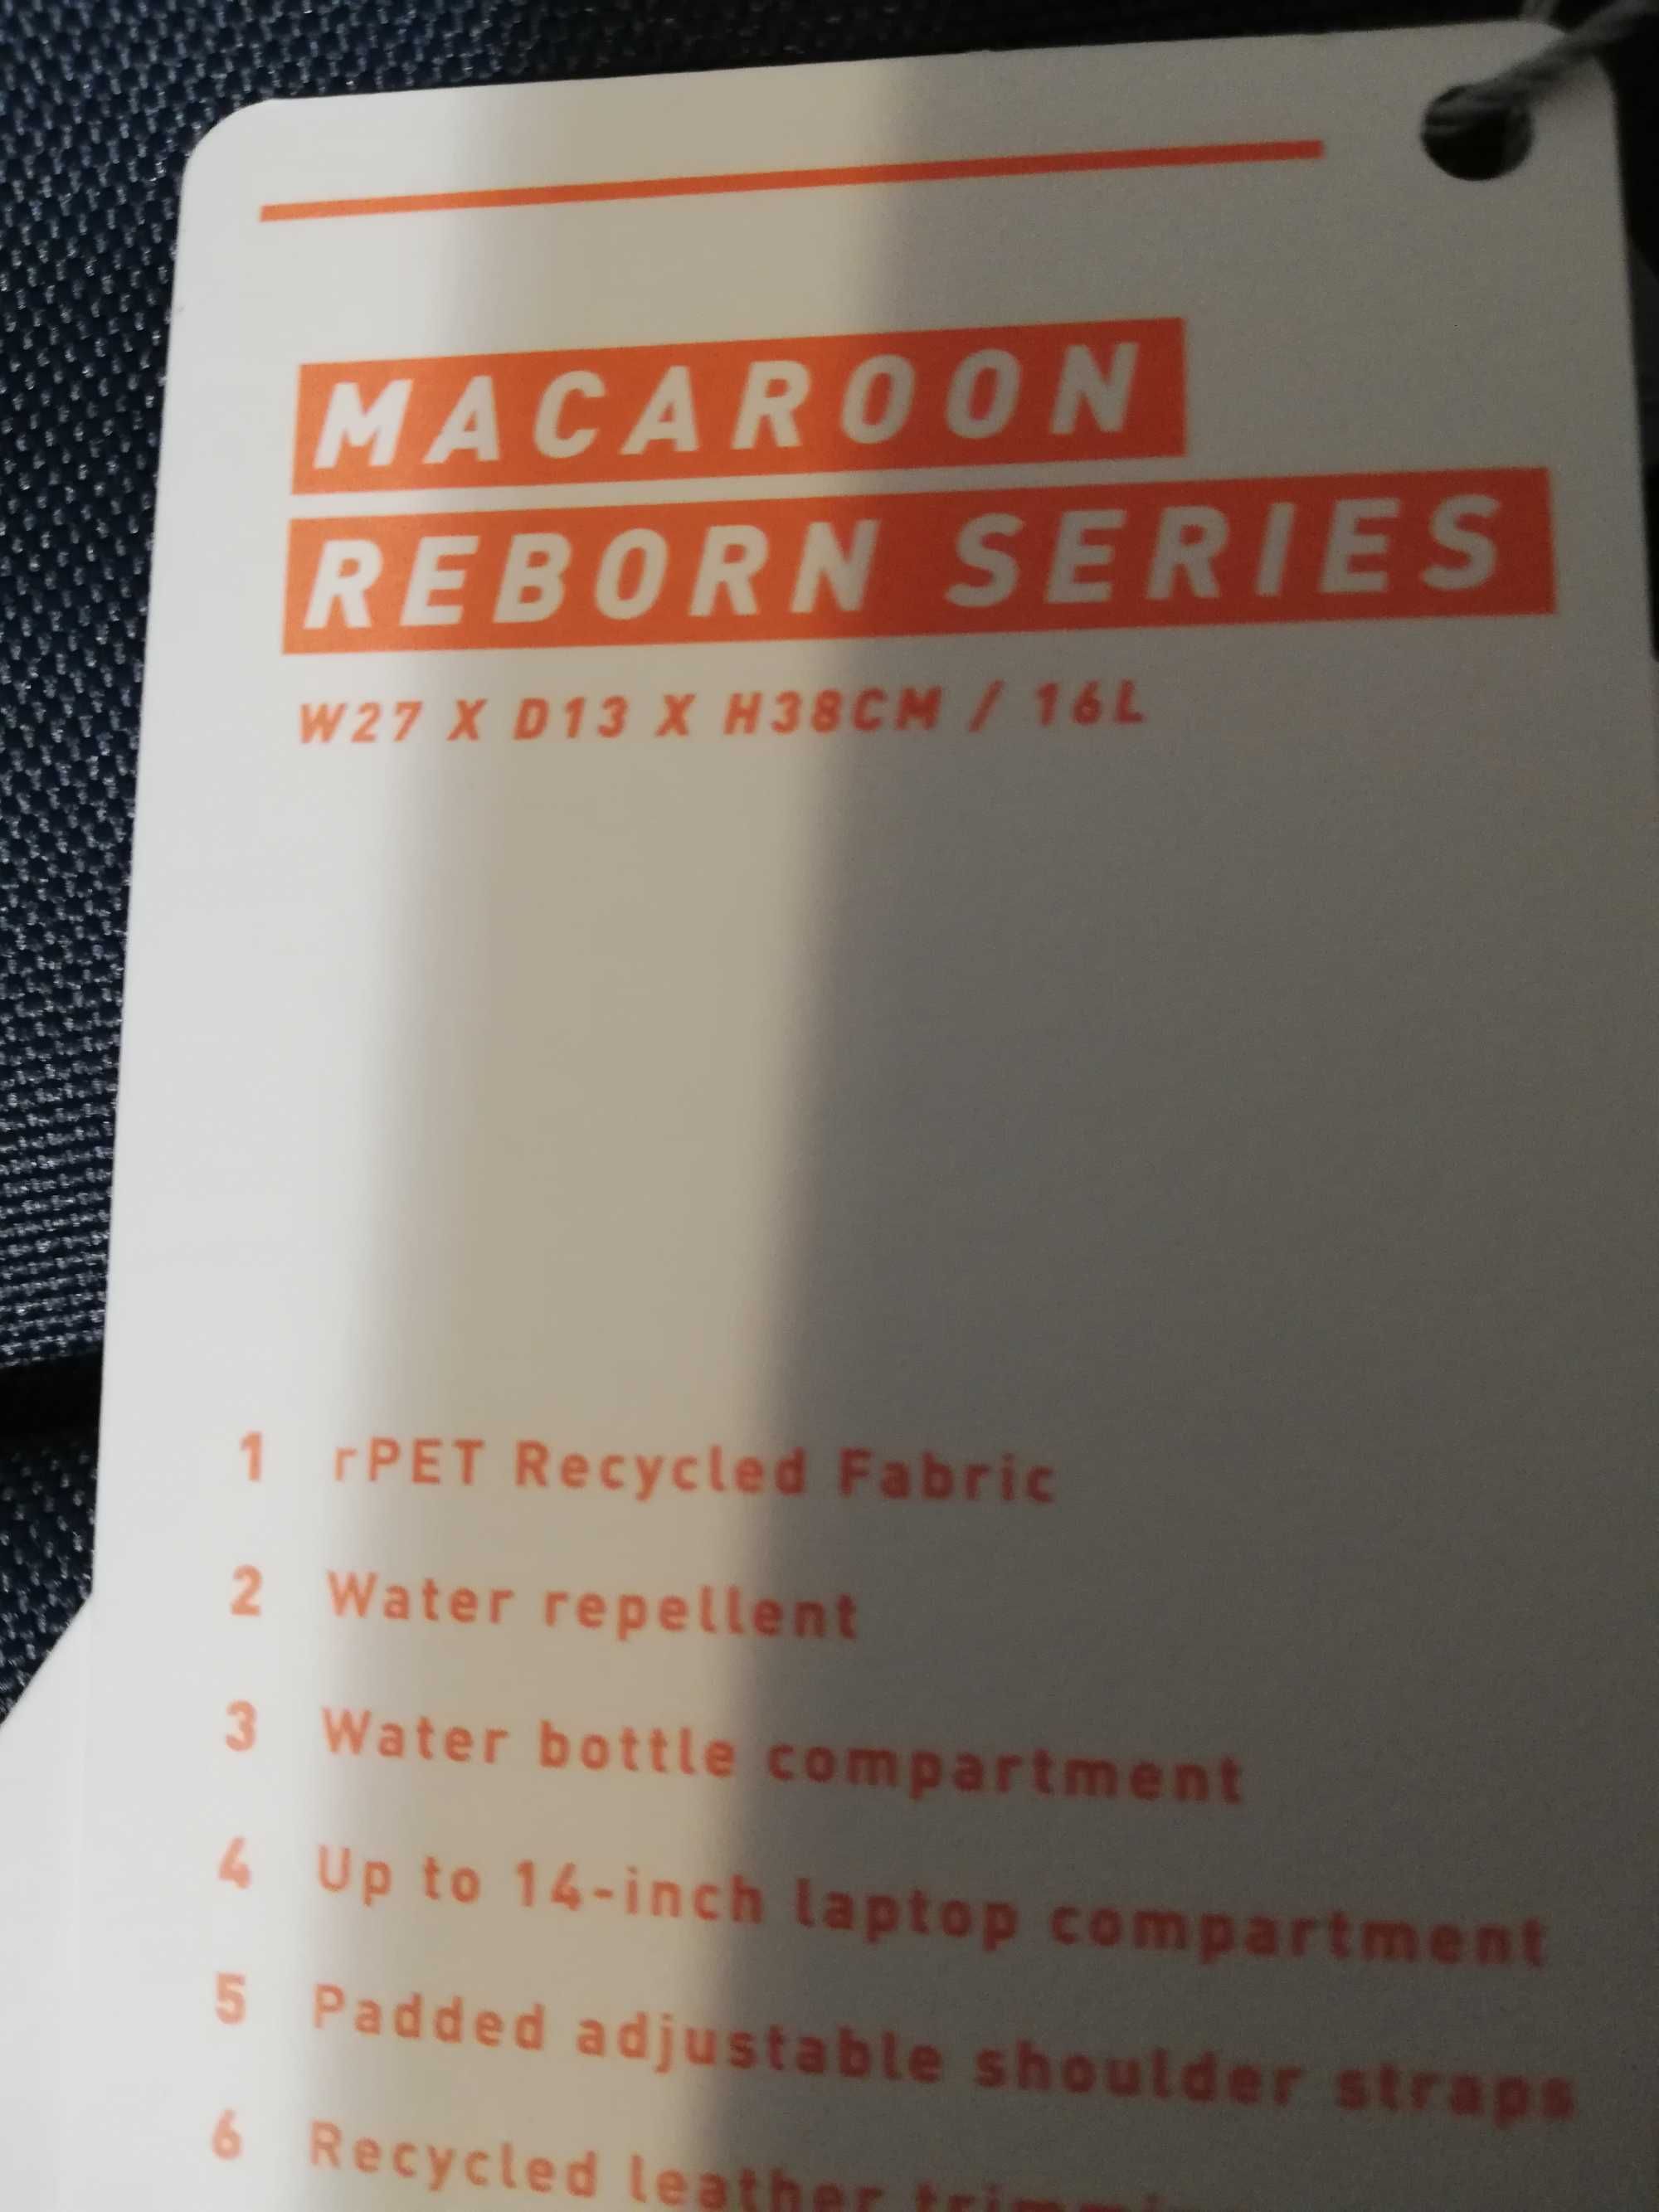 MACAROON
REBORN SERIES
W27 X D13 X H38CM / 16L
1 rPET Recycled Fabric
2 Water repellent
3 Water bottle compartment
4 Up to 14-inch laptop compartment
5 Padded adjustable shoulder straps
6 Recycled leather